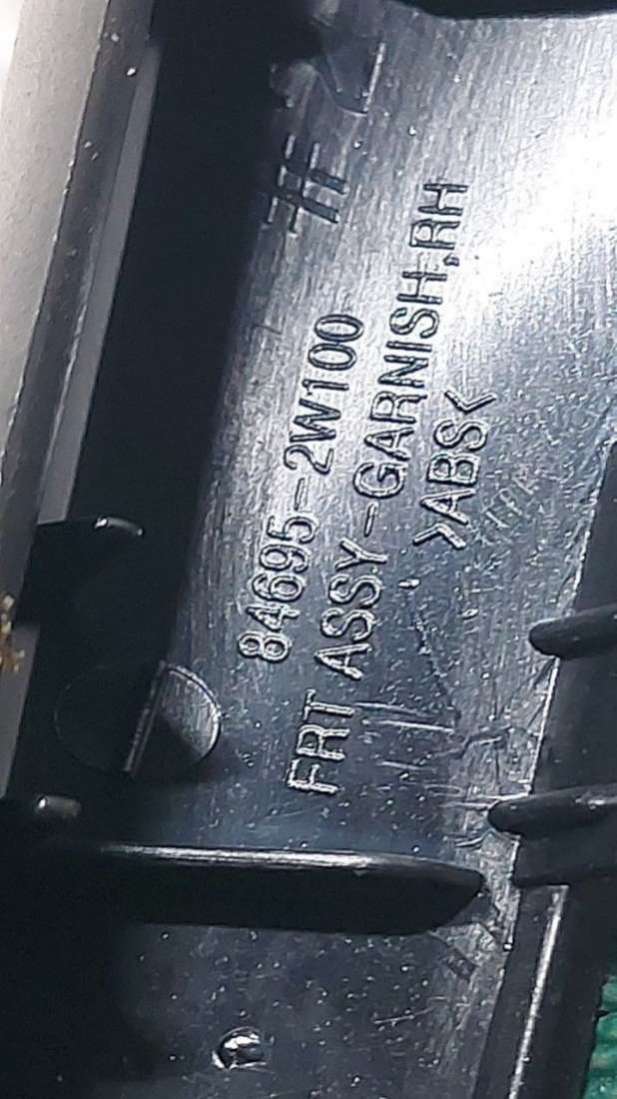 84695-2W100
FRT ASSY-GARNISH,RH
>ABS<